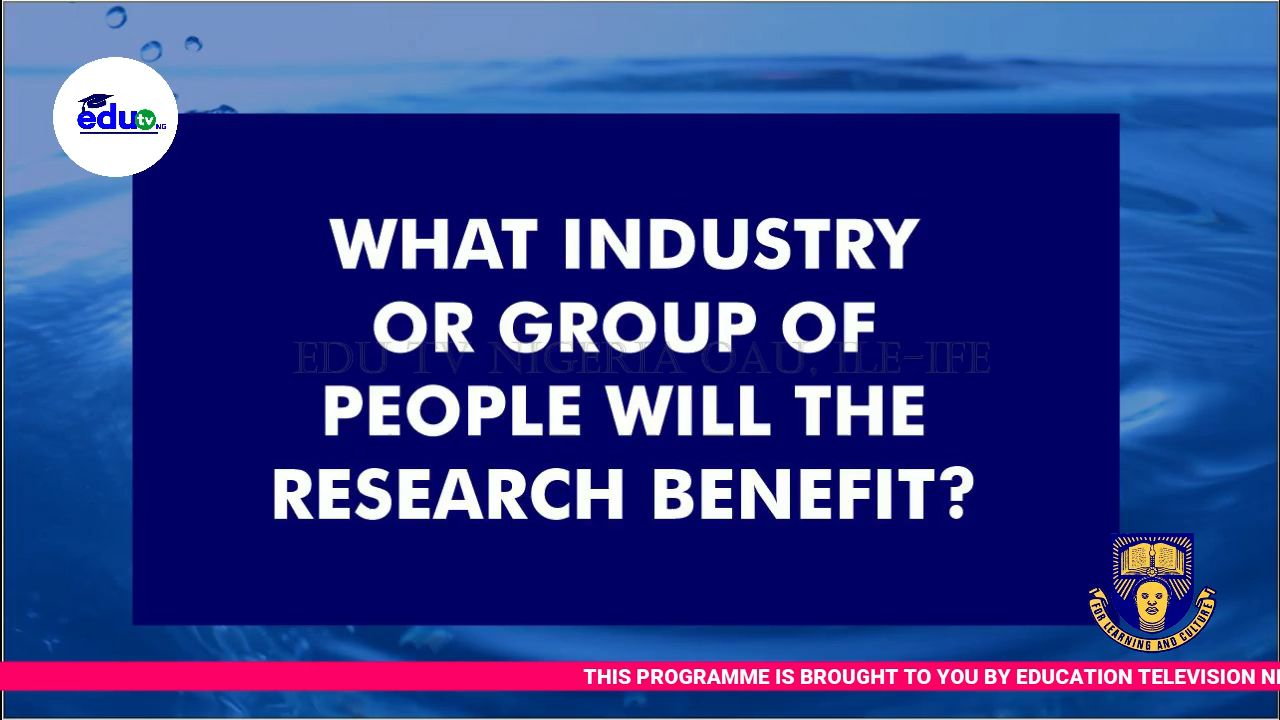 edu tv NG
WHAT INDUSTRY
OR GROUP OF
EDU TV NIGERIA OAU, ILE-IFE
PEOPLE WILL THE
RESEARCH BENEFIT?
FOR LEARNING AND CULTURE
THIS PROGRAMME IS BROUGHT TO YOU BY EDUCATION TELEVISION